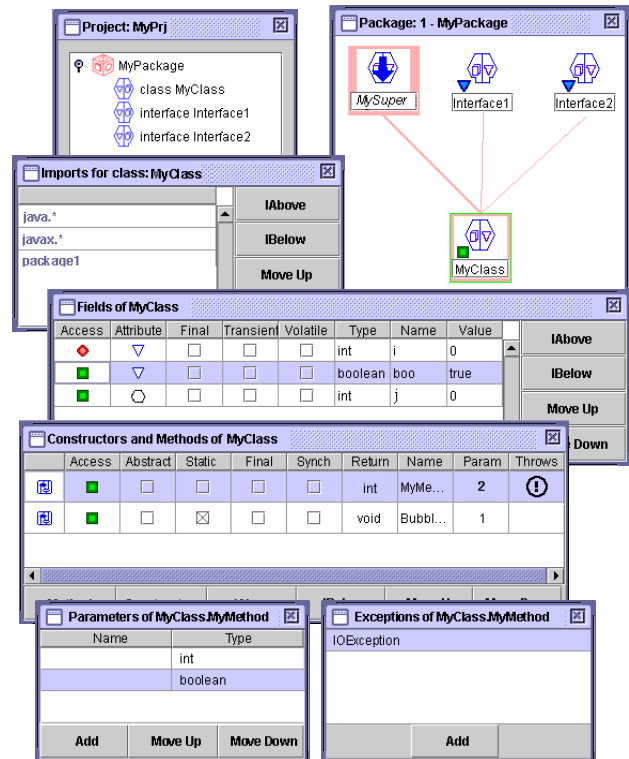 Project: MyPrj
MyPackage
class MyClass
interface Interface1
interface Interface2
Package: 1 - MyPackage
MySuper
Interface1
Interface2
MyClass
Imports for class: MyClass
java.*
javax.*
package1
IAbove
IBelow
Move Up
Fields of MyClass
Access Attribute Final Transient Volatile Type Name Value
int i 0
boolean boo true
int j 0
IAbove
IBelow
Move Up
Down
Constructors and Methods of MyClass
Access Abstract Static Final Synch Return Name Param Throws
int MyMe... 2
void Bubbl... 1
Parameters of MyClass.MyMethod
Name Type
int
boolean
Add Move Up Move Down
Exceptions of MyClass.MyMethod
IOException
Add